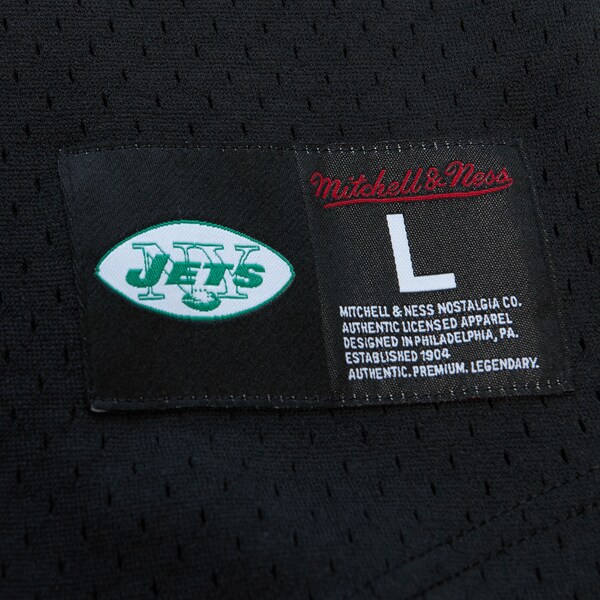 NY
JETS
Mitchell & Ness
L
MITCHELL & NESS NOSTALGIA CO.
AUTHENTIC LICENSED APPAREL
DESIGNED IN PHILADELPHIA, PA.
ESTABLISHED 1904.
AUTHENTIC. PREMIUM. LEGENDARY.